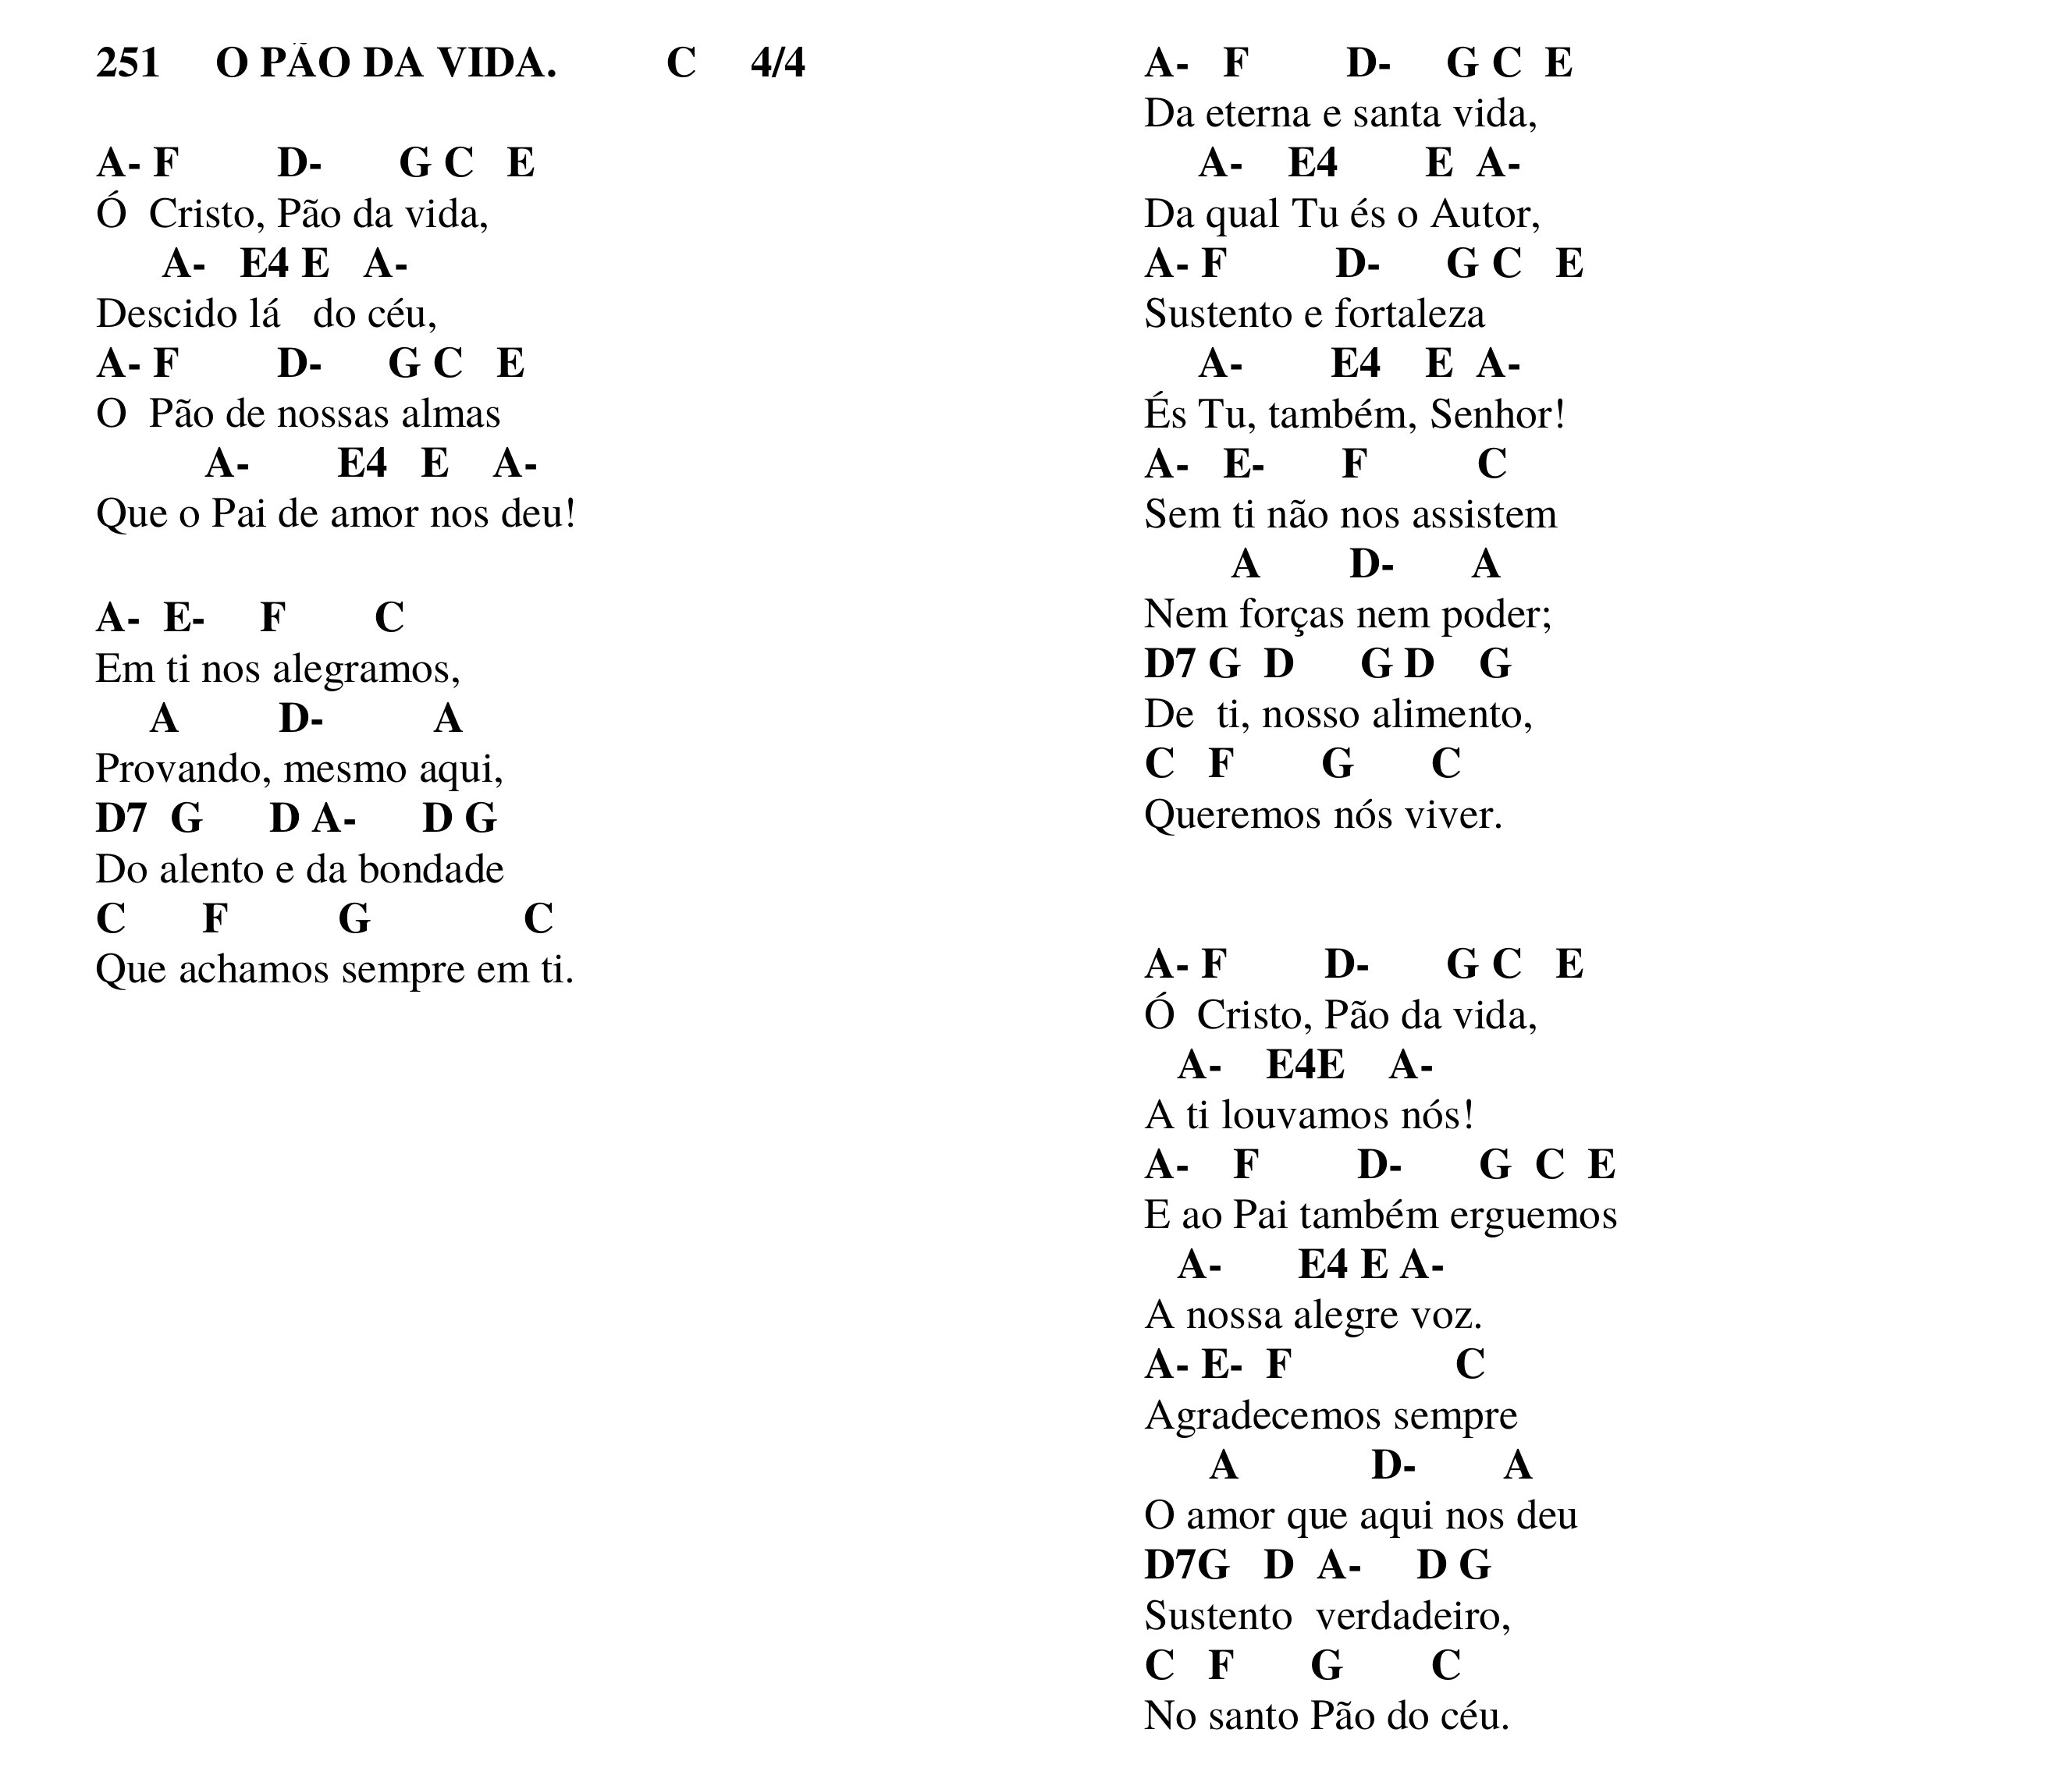 251 O PÃO DA VIDA. C 4/4
A- F D- G C E
Ó Cristo, Pão da vida,
A- E4 E A-
Descido lá do céu,
A- F D- G C E
O Pão de nossas almas
A- E4 E A-
Que o Pai de amor nos deu!
A- E- F C
Em ti nos alegramos,
A D- A
Provando, mesmo aqui,
D7 G D A- D G
Do alento e da bondade
C F G C
Que achamos sempre em ti.
A- F D- G C E
Da eterna e santa vida,
A- E4 E A-
Da qual Tu és o Autor,
A- F D- G C E
Sustento e fortaleza
A- E4 E A-
És Tu, também, Senhor!
A- E- F C
Sem ti não nos assistem
A D- A
Nem forças nem poder;
D7 G D G D G
De ti, nosso alimento,
C F G C
Queremos nós viver.
A- F D- G C E
Ó Cristo, Pão da vida,
A- E4E A-
A ti louvamos nós!
A- F D- G C E
E ao Pai também erguemos
A- E4 E A-
A nossa alegre voz.
A- E- F C
Agradecemos sempre
A D- A
O amor que aqui nos deu
D7G D A- D G
Sustento verdadeiro,
C F G C
No santo Pão do céu.